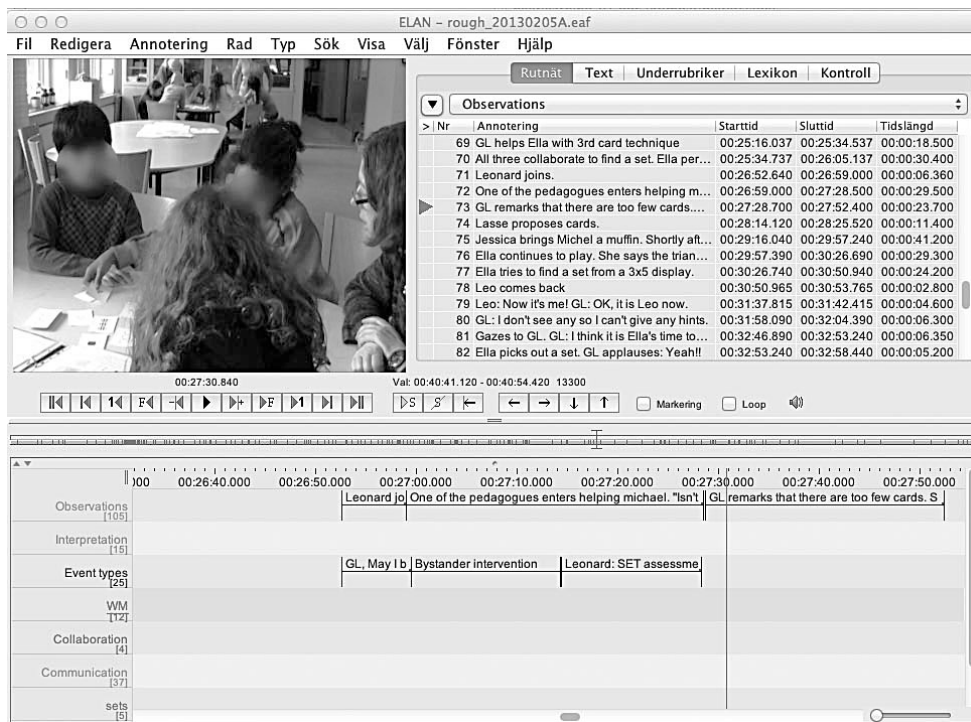 ELAN – rough_20130205A.eaf
Fil Redigera Annotering Rad Typ Sök Visa Välj Fönster Hjälp
Rutnät Text Underrubriker Lexikon Kontroll
Observations
> Nr Annotering Starttid Sluttid Tidslängd
69 GL helps Ella with 3rd card technique 00:25:16.037 00:25:34.537 00:00:18.500
70 All three collaborate to find a set. Ella per... 00:25:34.737 00:26:05.137 00:00:30.400
71 Leonard joins. 00:26:52.640 00:26:59.000 00:00:06.360
72 One of the pedagogues enters helping m... 00:26:59.000 00:27:28.500 00:00:29.500
73 GL remarks that there are too few cards.... 00:27:28.700 00:27:52.400 00:00:23.700
74 Lasse proposes cards. 00:28:14.120 00:28:25.520 00:00:11.400
75 Jessica brings Michel a muffin. Shortly aft... 00:29:16.040 00:29:57.240 00:00:41.200
76 Ella continues to play. She says the trian... 00:29:57.390 00:30:26.690 00:00:29.300
77 Ella tries to find a set from a 3x5 display. 00:30:26.740 00:30:50.940 00:00:24.200
78 Leo comes back 00:30:50.965 00:30:53.765 00:00:02.800
79 Leo: Now it's me! GL: OK, it is Leo now. 00:31:37.815 00:31:42.415 00:00:04.600
80 GL: I don't see any so I can't give any hints. 00:31:58.090 00:32:04.390 00:00:06.300
81 Gazes to GL. GL: I think it is Ella's time to... 00:32:46.890 00:32:53.240 00:00:06.350
82 Ella picks out a set. GL applauses: Yeah!! 00:32:53.240 00:32:58.440 00:00:05.200
00:27:30.840 Val: 00:40:41.120 - 00:40:54.420 13300
1 F F 1 S S Markering Loop
000 00:26:40.000 00:26:50.000 00:27:00.000 00:27:10.000 00:27:20.000 00:27:30.000 00:27:40.000 00:27:50.000
Observations Leonard jo One of the pedagogues enters helping michael. "Isn't GL remarks that there are too few cards. S
[105]
Interpretation
[15]
Event types GL, May I b Bystander intervention Leonard: SET assessme
[25]
WM
[12]
Collaboration
[4]
Communication
[37]
sets
[5]